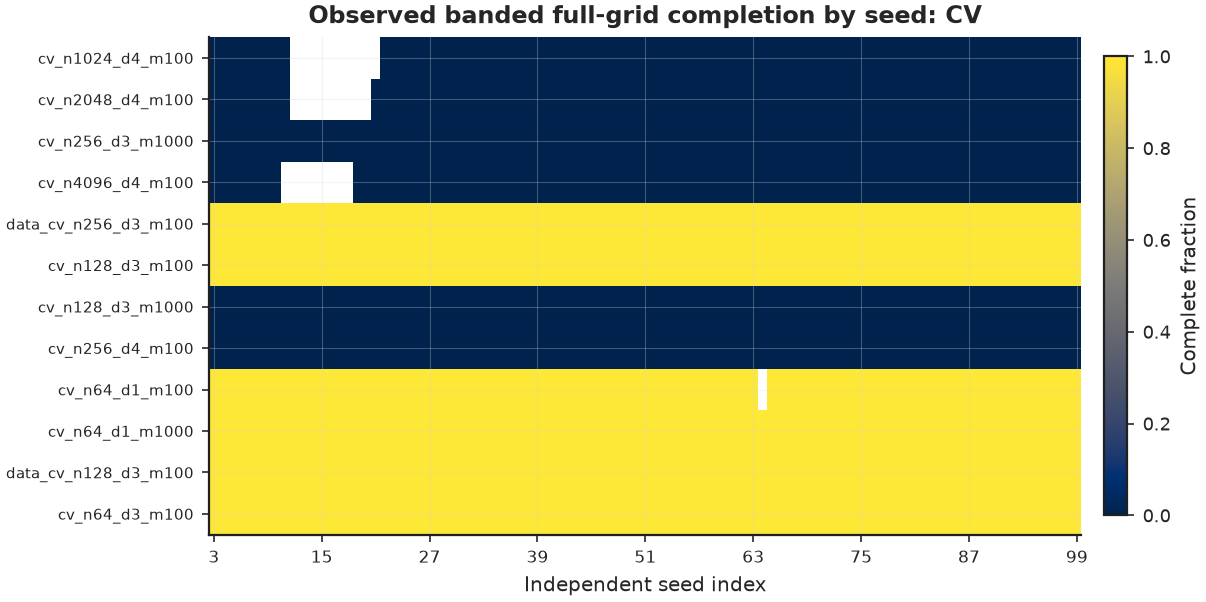 Observed banded full-grid completion by seed: CV
cv_n1024_d4_m100
cv_n2048_d4_m100
cv_n256_d3_m1000
cv_n4096_d4_m100
data_cv_n256_d3_m100
cv_n128_d3_m100
cv_n128_d3_m1000
cv_n256_d4_m100
cv_n64_d1_m100
cv_n64_d1_m1000
data_cv_n128_d3_m100
cv_n64_d3_m100
3 15 27 39 51 63 75 87 99
Independent seed index
1.0
0.8
0.6
0.4
0.2
0.0
Complete fraction